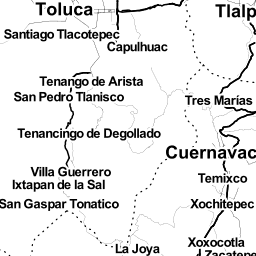 Toluca
Tlalp
Santiago Tlacotepec
Capulhuac
Tenango de Arista
San Pedro Tlanisco
Tres Marías
Tenancingo de Degollado
Cuernavac
Villa Guerrero
Temixco
Ixtapan de la Sal
San Gaspar Tonatico
Xochitepec
La Joya
Xoxocotla
Zacatepe